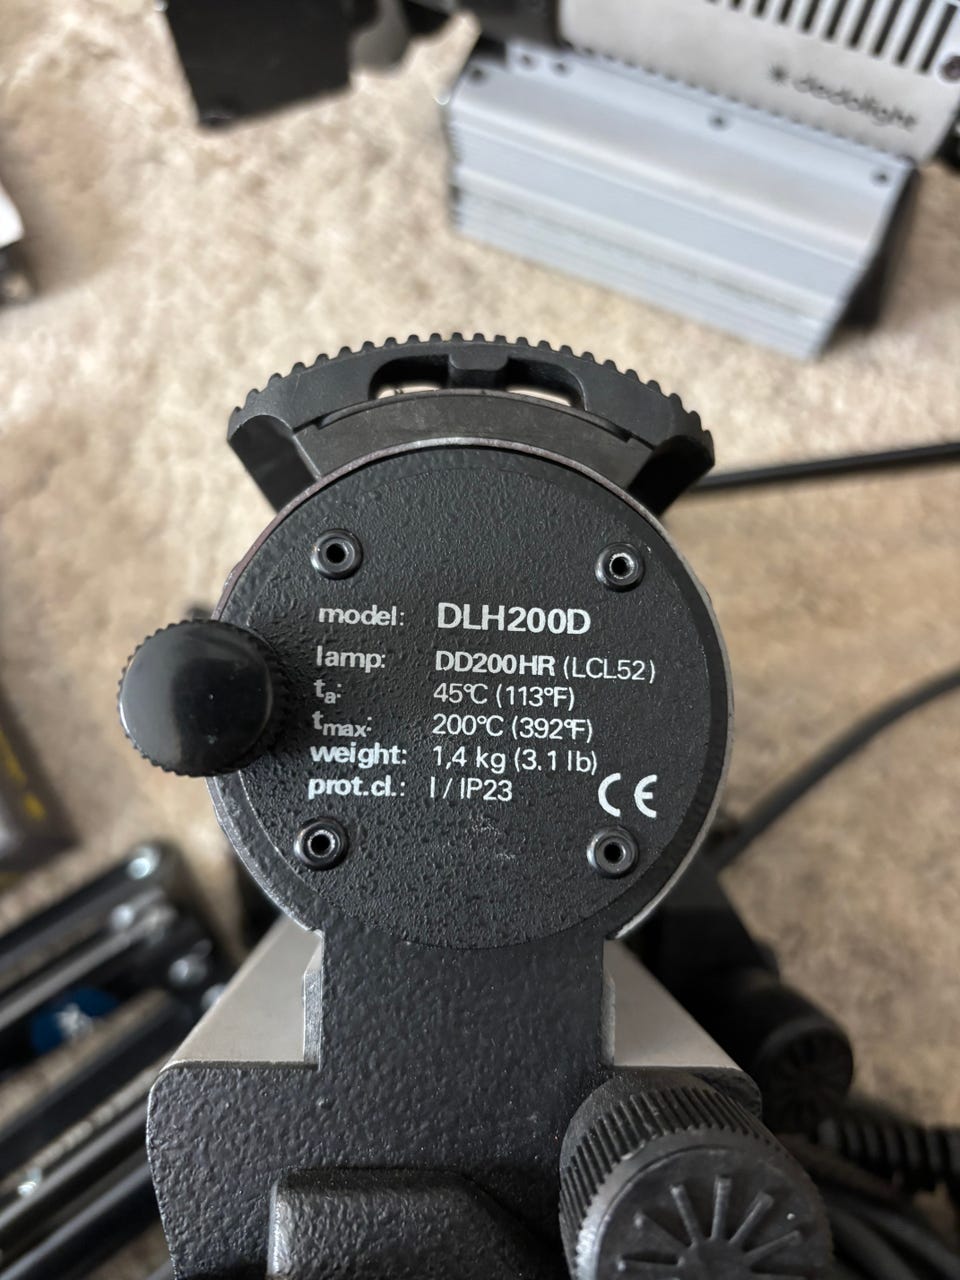 dedolight
model: DLH200D
lamp: DD200HR (LCL52)
ta: 45°C (113°F)
tmax: 200°C (392°F)
weight: 1,4 kg (3.1 lb)
prot.cl.: I / IP23
CE